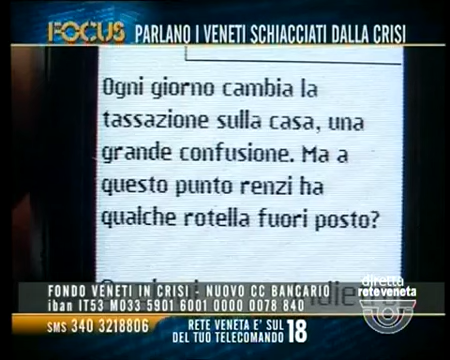 FOCUS PARLANO I VENETI SCHIACCIATI DALLA CRISI
Ogni giorno cambia la
tassazione sulla casa, una
grande confusione. Ma a
questo punto renzi ha
qualche rotella fuori posto?
diretta
reteveneta
FONDO VENETI IN CRISI NUOVO CC BANCARIO
iban IT53 M033 5901 6001 0000 0078 840
SMS 340 3218806
RETE VENETA E' SUL
DEL TUO TELECOMANDO 18